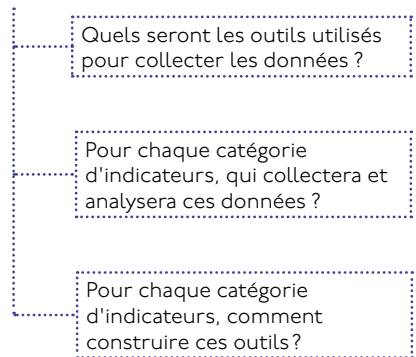 Quels seront les outils utilisés
pour collecter les données ?
Pour chaque catégorie
d'indicateurs, qui collectera et
analysera ces données ?
Pour chaque catégorie
d'indicateurs, comment
construire ces outils ?